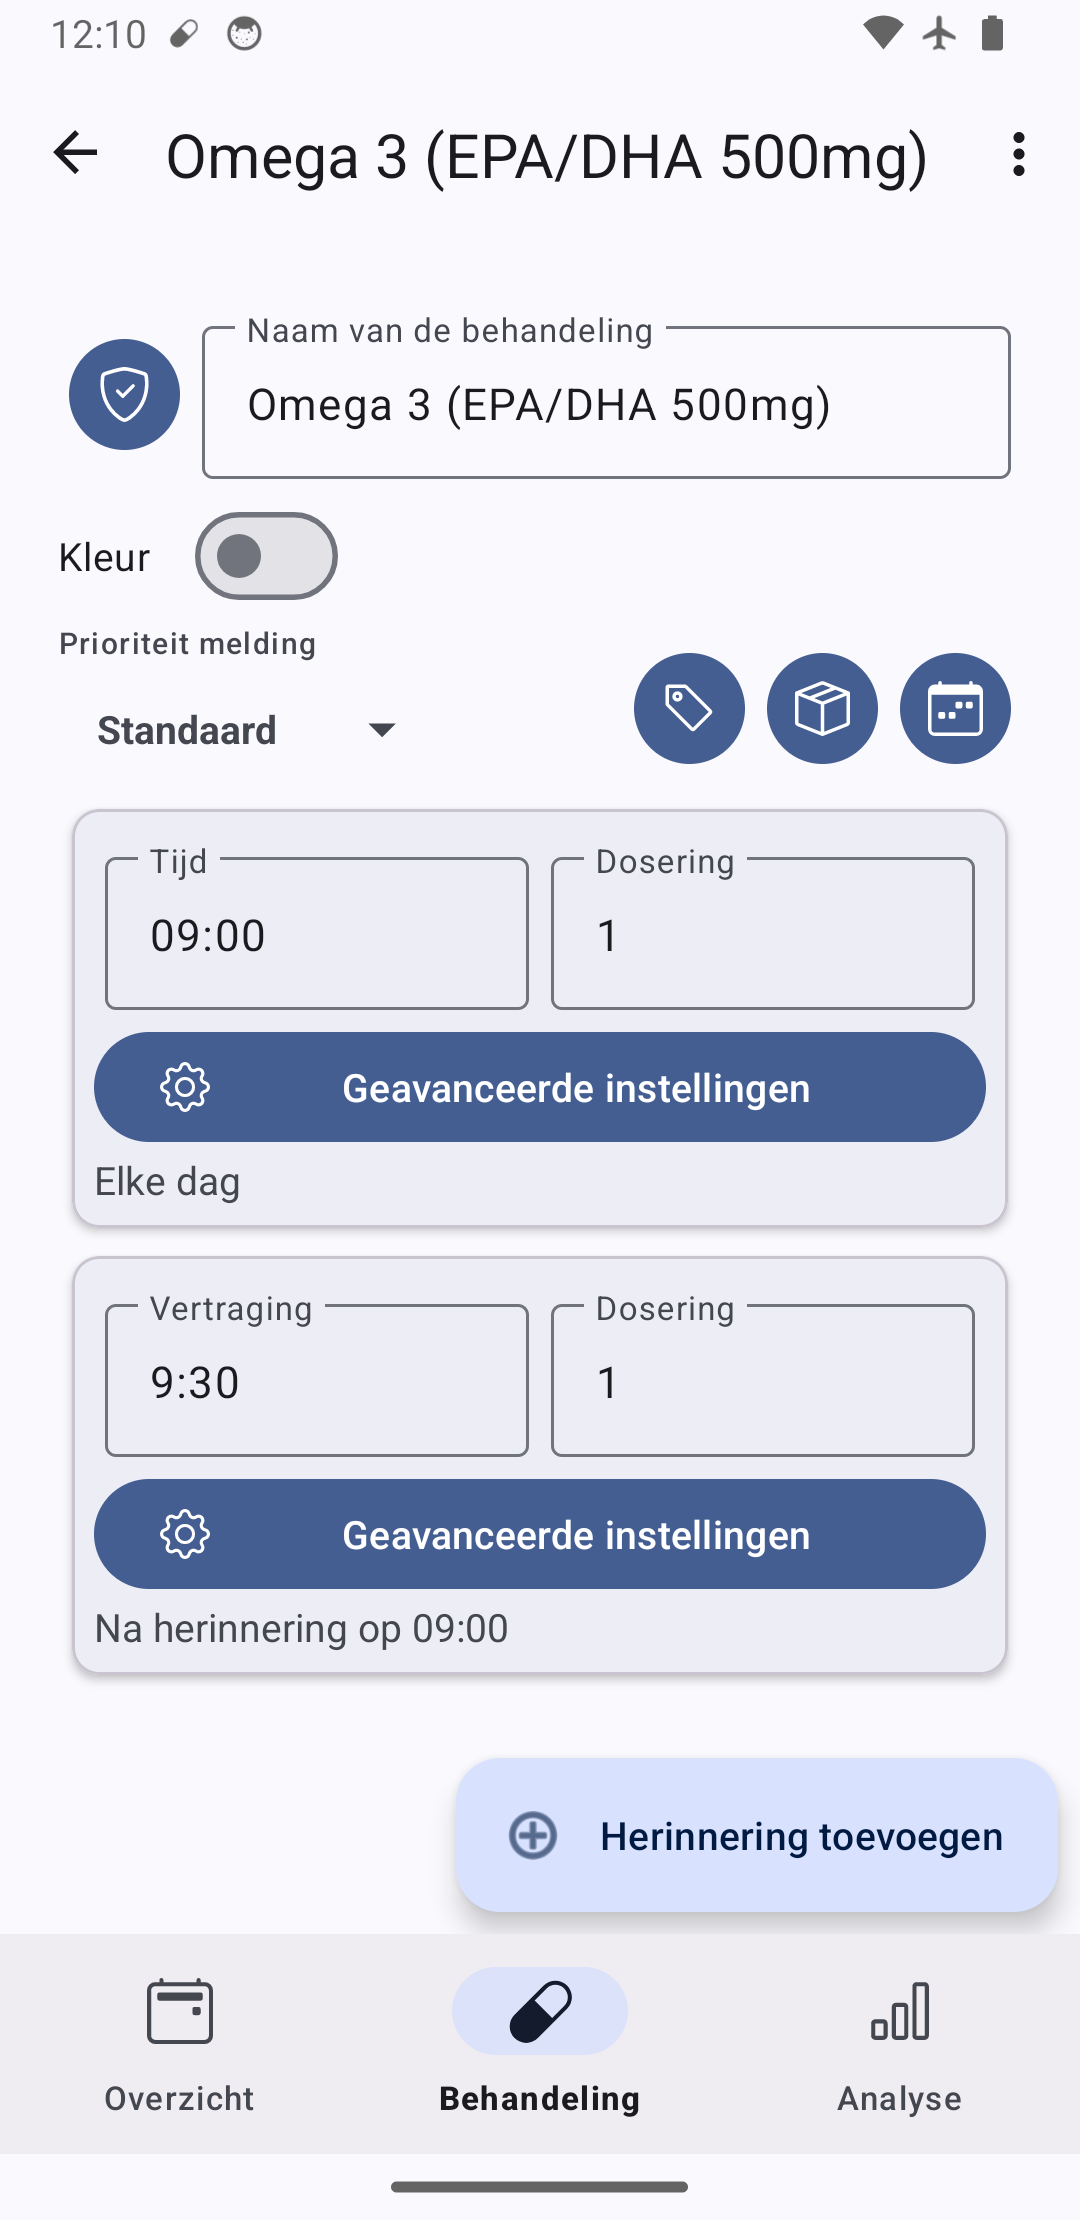 12:10
Omega 3 (EPA/DHA 500mg)
Naam van de behandeling
Omega 3 (EPA/DHA 500mg)
Kleur
Prioriteit melding
Standaard
Tijd
09:00
Dosering
1
Geavanceerde instellingen
Elke dag
Vertraging
9:30
Dosering
1
Geavanceerde instellingen
Na herinnering op 09:00
Herinnering toevoegen
Overzicht
Behandeling
Analyse